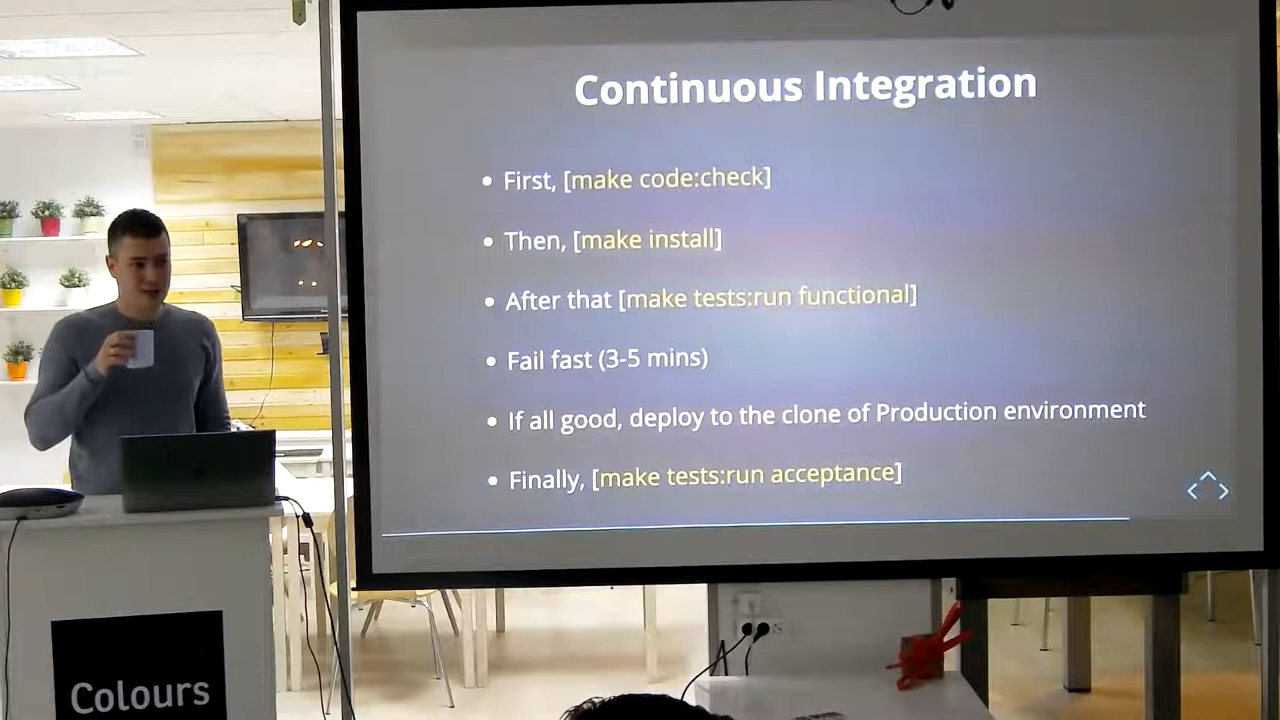 Continuous Integration
• First, [make code:check]
• Then, [make install]
• After that [make tests:run functional]
• Fail fast (3-5 mins)
• If all good, deploy to the clone of Production environment
• Finally, [make tests:run acceptance]
Colours